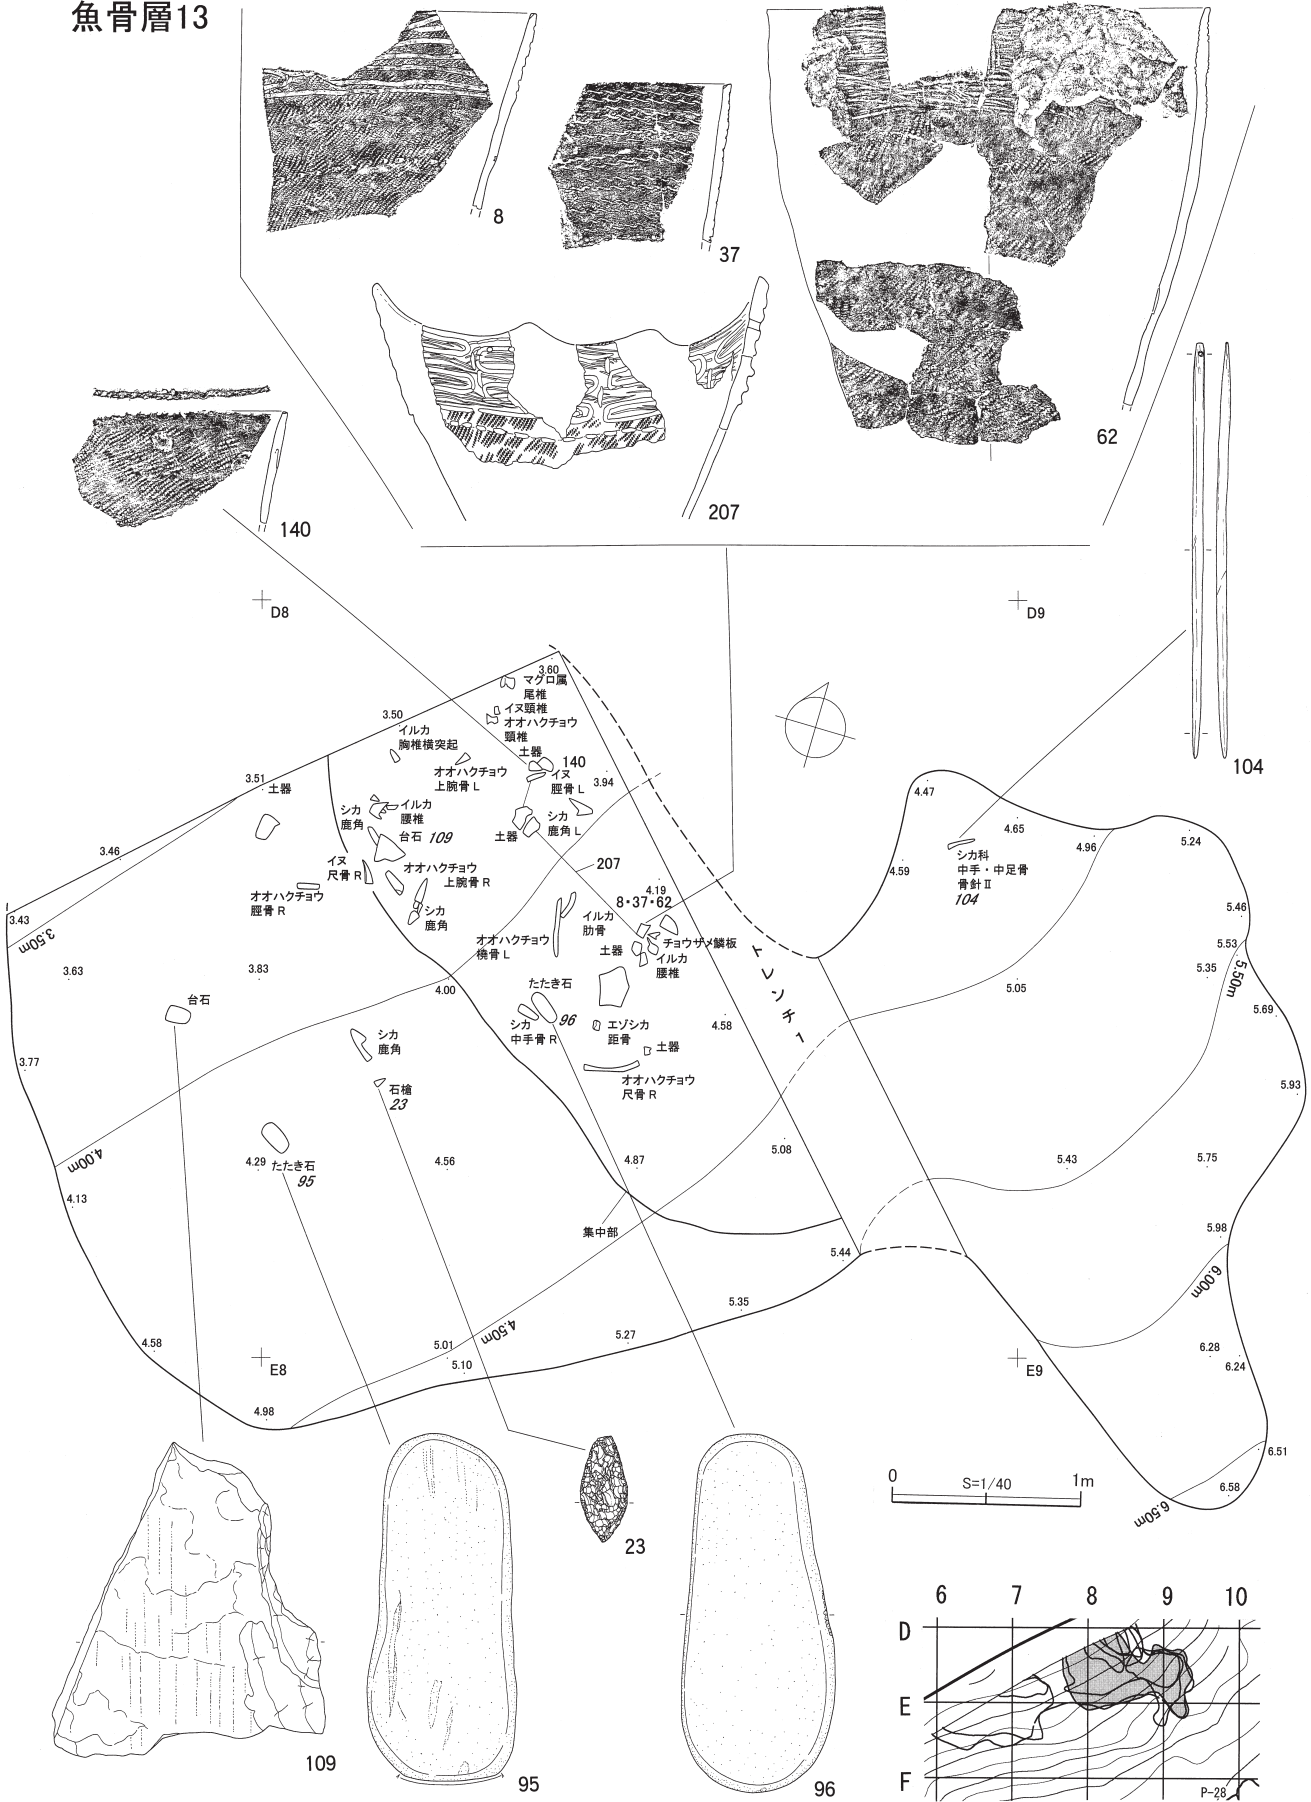 魚骨層13
8
37
62
207
140
104
D8
D9
3.60
マグロ属
尾椎
イヌ頸椎
オオハクチョウ
頸椎
3.50
イルカ
胸椎横突起
土器
140
オオハクチョウ
上腕骨L
イヌ
脛骨L
3.94
3.51
土器
シカ
鹿角
イルカ
腰椎
台石 109
土器
シカ
鹿角L
4.47
4.65
4.96
5.24
3.46
イヌ
尺骨R
オオハクチョウ
上腕骨R
207
4.59
シカ科
中手・中足骨
骨針Ⅱ
104
オオハクチョウ
脛骨R
シカ
鹿角
4.19
8・37・62
イルカ
肋骨
5.46
3.43
3.50m
オオハクチョウ
橈骨L
土器
チョウザメ鱗板
イルカ
腰椎
トレンチ1
5.53
5.35
5.50m
3.63
3.83
4.00
たたき石
96
5.05
台石
シカ
中手骨R
エゾシカ
距骨
4.58
5.69
シカ
鹿角
土器
3.77
石槍
23
オオハクチョウ
尺骨R
5.93
4.00m
4.29
たたき石
95
4.56
4.87
5.08
5.43
5.75
4.13
集中部
5.44
5.98
6.00m
4.58
5.01
5.10
4.50m
5.27
5.35
E8
E9
6.28
6.24
4.98
6.51
6.58
6.50m
0
S=1/40
1m
23
109
95
96
6
7
8
9
10
D
E
F
P-28